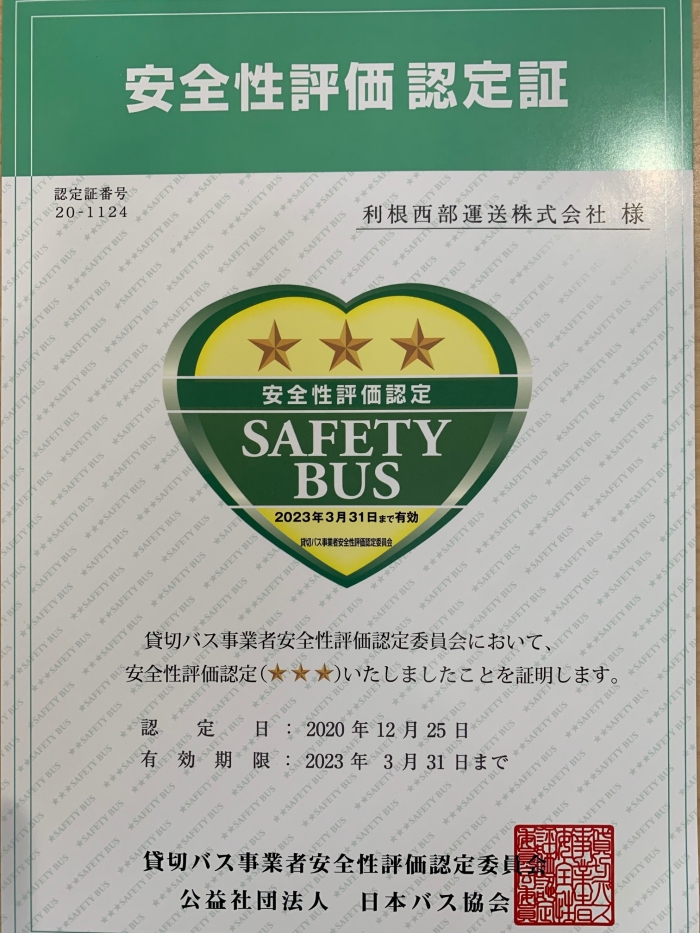 安全性評価 認定証
認定証番号
20-1124
利根西部運送株式会社 様
★★★
安全性評価認定
SAFETY
BUS
2023年3月31日まで有効
貸切バス事業者安全性評価認定委員会
貸切バス事業者安全性評価認定委員会において、
安全性評価認定(★★★)いたしましたことを証明します。
認定日：2020年12月25日
有効期限：2023年 3月31日まで
貸切バス事業者安全性評価認定委員会
公益社団法人 日本バス協会